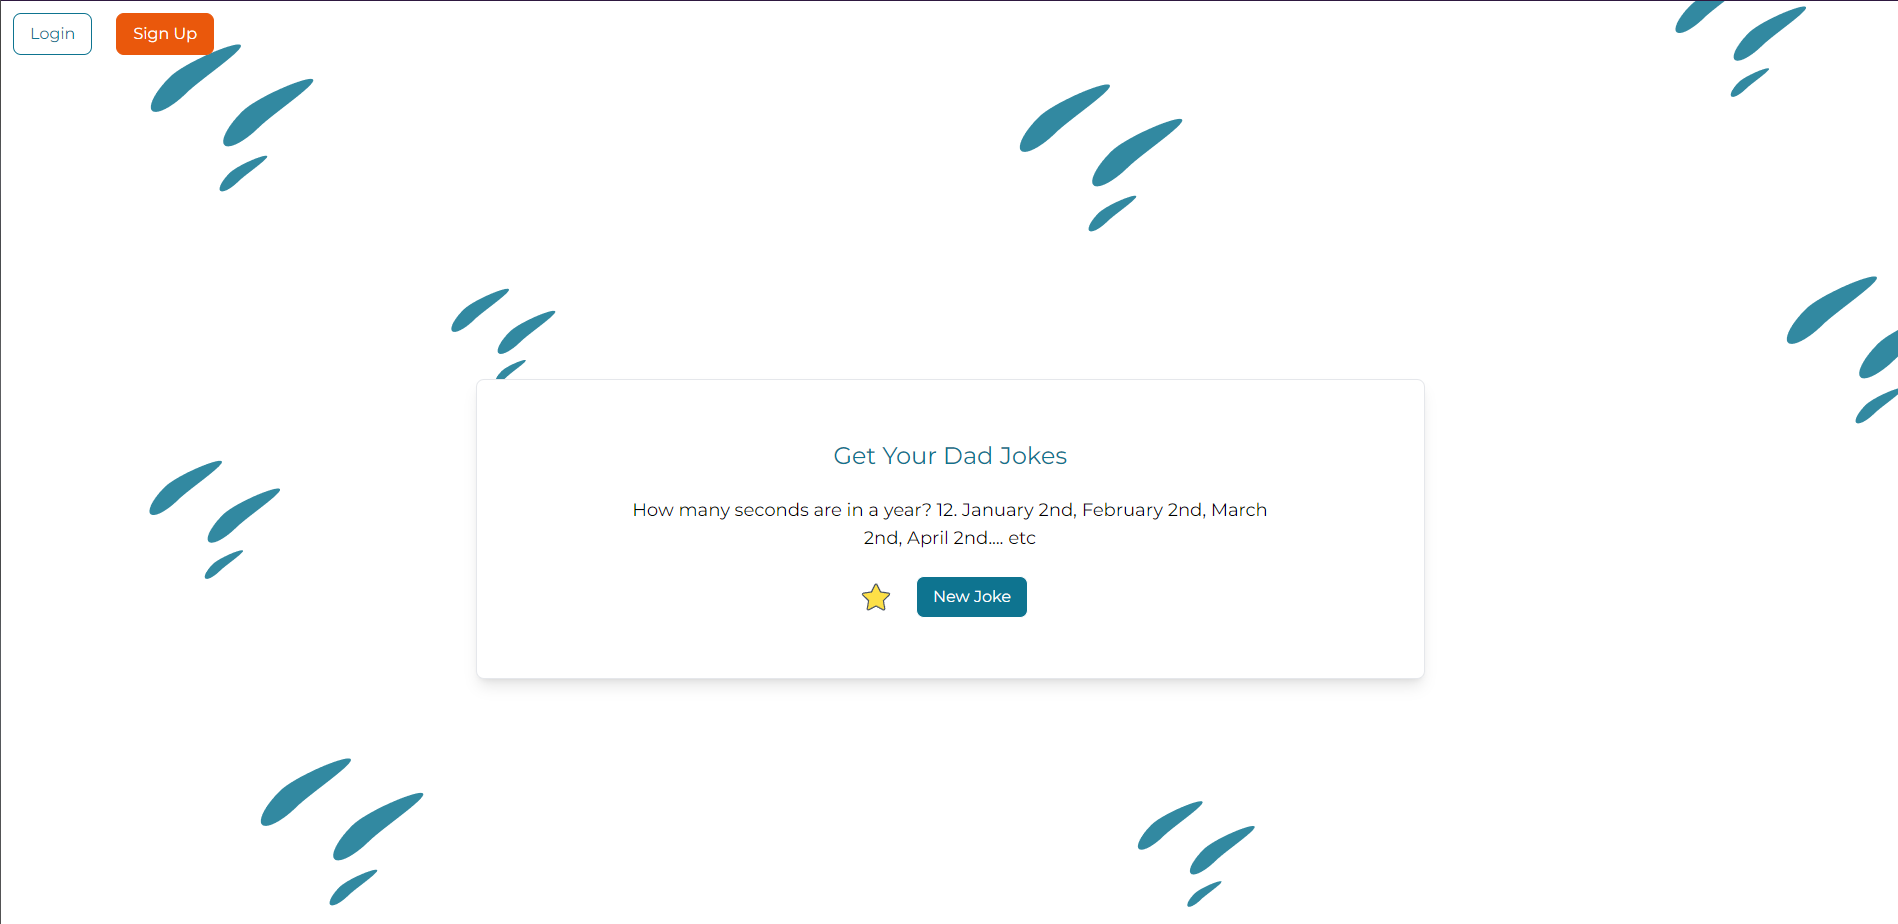 Login
Sign Up
Get Your Dad Jokes
How many seconds are in a year? 12. January 2nd, February 2nd, March
2nd, April 2nd.... etc
New Joke